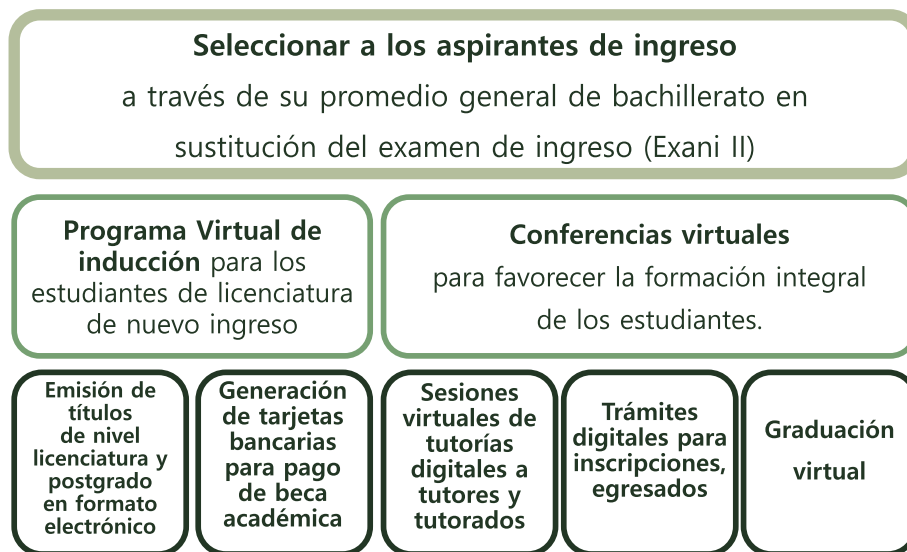 Seleccionar a los aspirantes de ingreso
a través de su promedio general de bachillerato en
sustitución del examen de ingreso (Exani II)
Programa Virtual de
inducción para los
estudiantes de licenciatura
de nuevo ingreso
Conferencias virtuales
para favorecer la formación integral
de los estudiantes.
Emisión de
títulos
de nivel
licenciatura y
postgrado
en formato
electrónico
Generación
de tarjetas
bancarias
para pago
de beca
académica
Sesiones
virtuales de
tutorías
digitales a
tutores y
tutorados
Trámites
digitales para
inscripciones,
egresados
Graduación
virtual